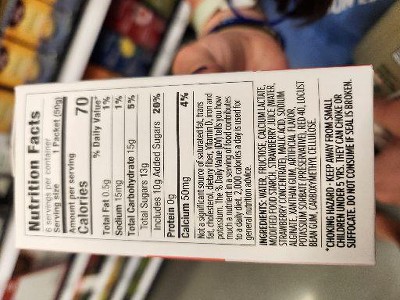 Nutrition Facts
6 servings per container
Serving size 1 Packet (50g)
Amount per serving
Calories 70
% Daily Value*
Total Fat 0.5g 1%
Sodium 15mg 1%
Total Carbohydrate 15g 5%
Total Sugars 13g
Includes 10g Added Sugars 20%
Protein 0g
Calcium 50mg 4%
Not a significant source of saturated fat, trans
fat, cholesterol, dietary fiber, Vitamin D, iron and
potassium. The % Daily Value (DV) tells you how
much a nutrient in a serving of food contributes
to a daily diet. 2,000 calories a day is used for
general nutrition advice.
INGREDIENTS: WATER, FRUCTOSE, CALCIUM LACTATE,
MODIFIED FOOD STARCH, STRAWBERRY JUICE (WATER,
STRAWBERRY CONCENTRATE), MALIC ACID, SODIUM
ALGINATE, XANTHAN GUM, ARTIFICIAL FLAVOR,
POTASSIUM SORBATE (PRESERVATIVE), RED 40, LOCUST
BEAN GUM, CARBOXYMETHYL CELLULOSE.
*CHOKING HAZARD - KEEP AWAY FROM SMALL
CHILDREN UNDER 5 YRS. THEY CAN CHOKE OR
SUFFOCATE. DO NOT CONSUME IF SEAL IS BROKEN.